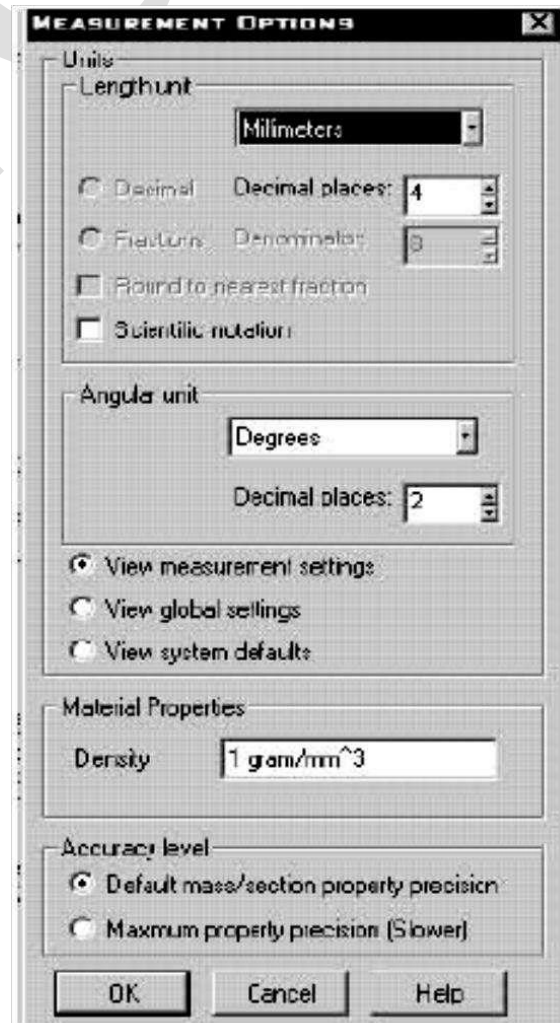 MEASUREMENT OPTIONS
Units
Length unit
Millimeters
Decimal Decimal places: 4
Fractions Denominator: 8
Round to nearest fraction
Scientific notation
Angular unit
Degrees
Decimal places: 2
View measurement settings
View global settings
View system defaults
Material Properties
Density 1 gram/mm^3
Accuracy level
Default mass/section property precision
Maximum property precision (Slower)
OK Cancel Help